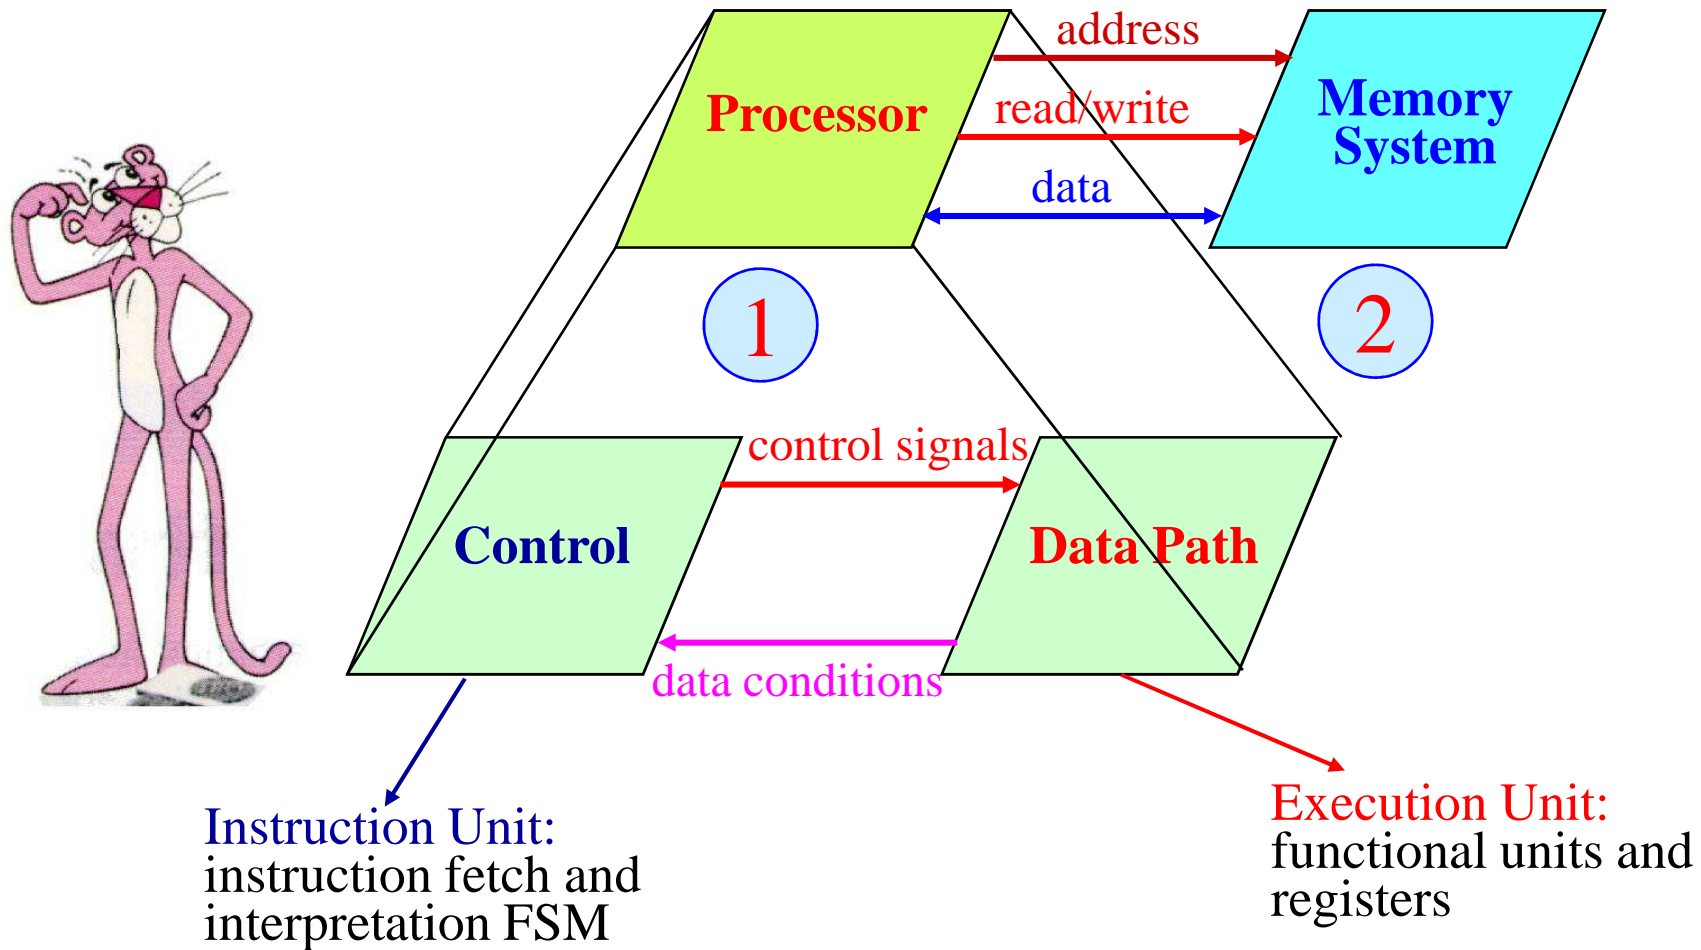 address
Processor
read/write
Memory
System
data
1
2
control signals
Control
Data Path
data conditions
Instruction Unit:
instruction fetch and
interpretation FSM
Execution Unit:
functional units and
registers